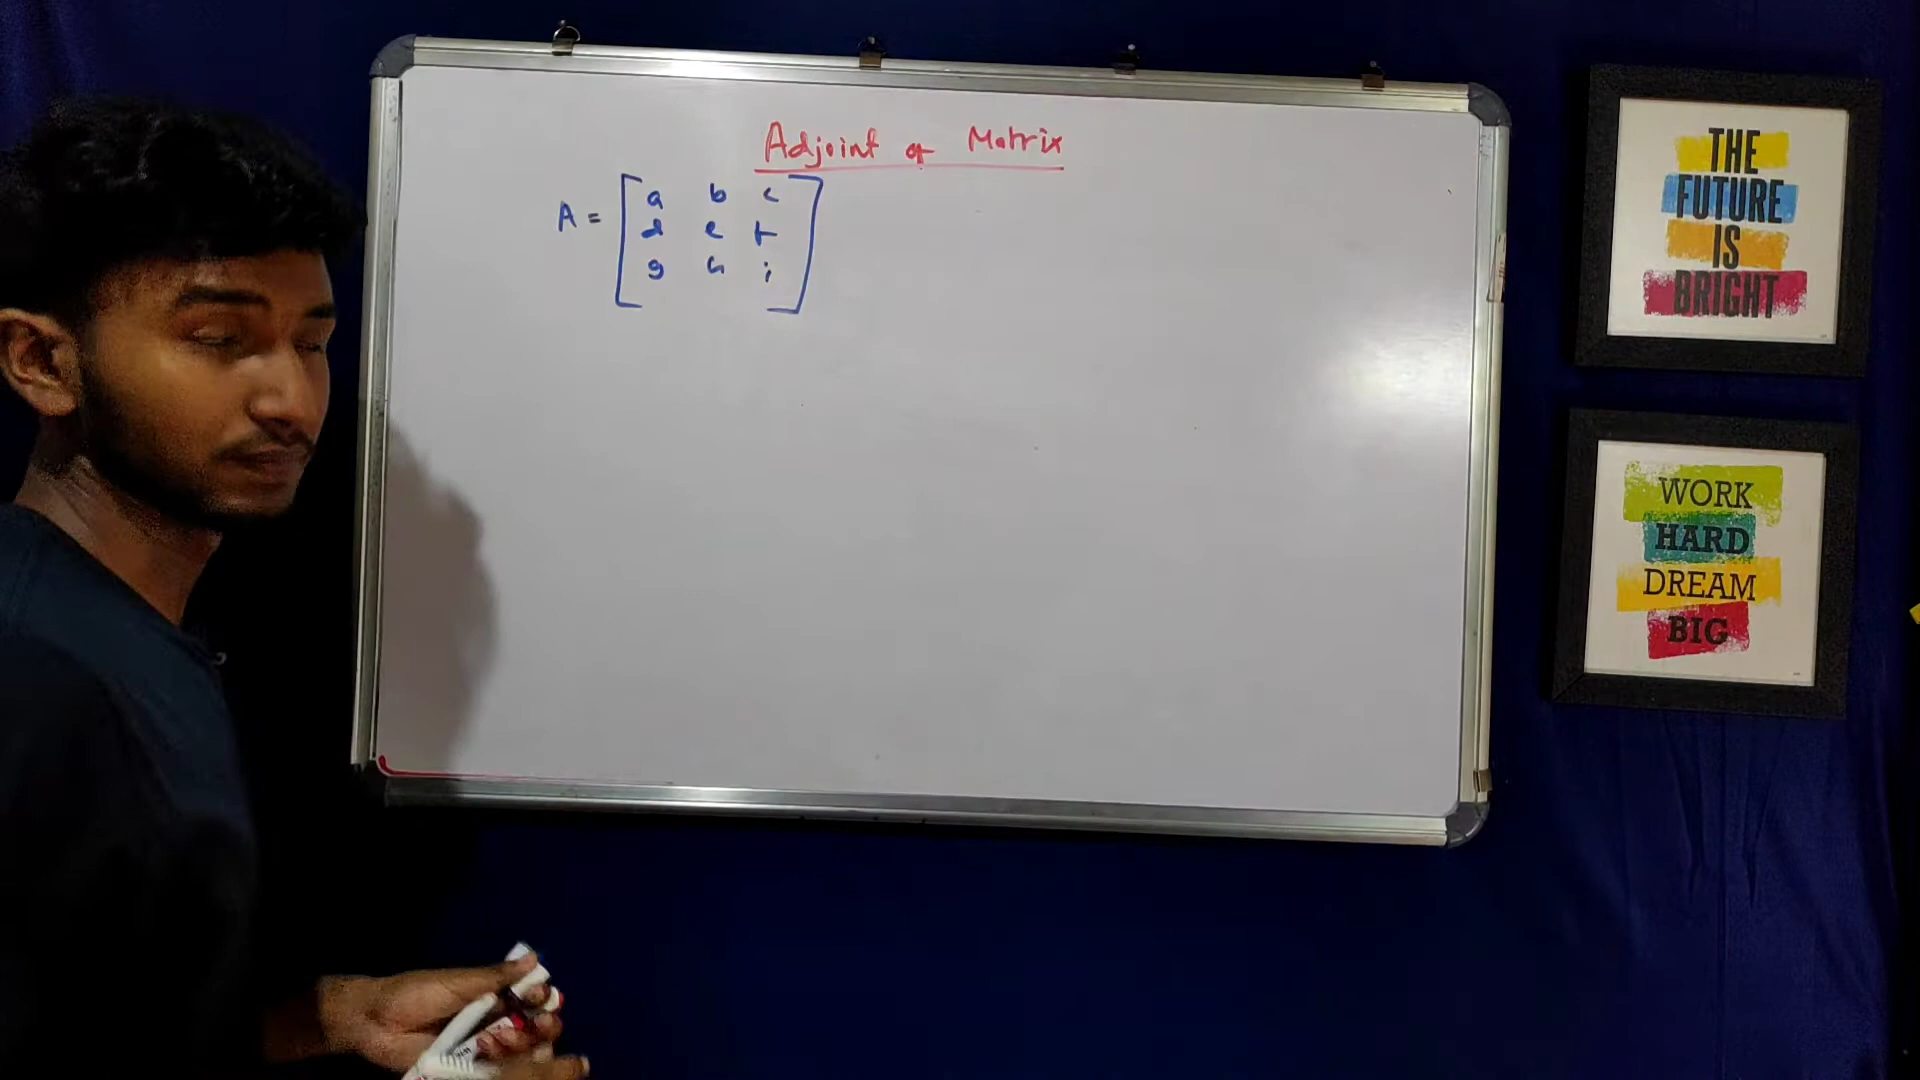 Adjoint of Matrix
A = [ a b c
d e f
g h i ]
THE
FUTURE
IS
BRIGHT
WORK
HARD
DREAM
BIG